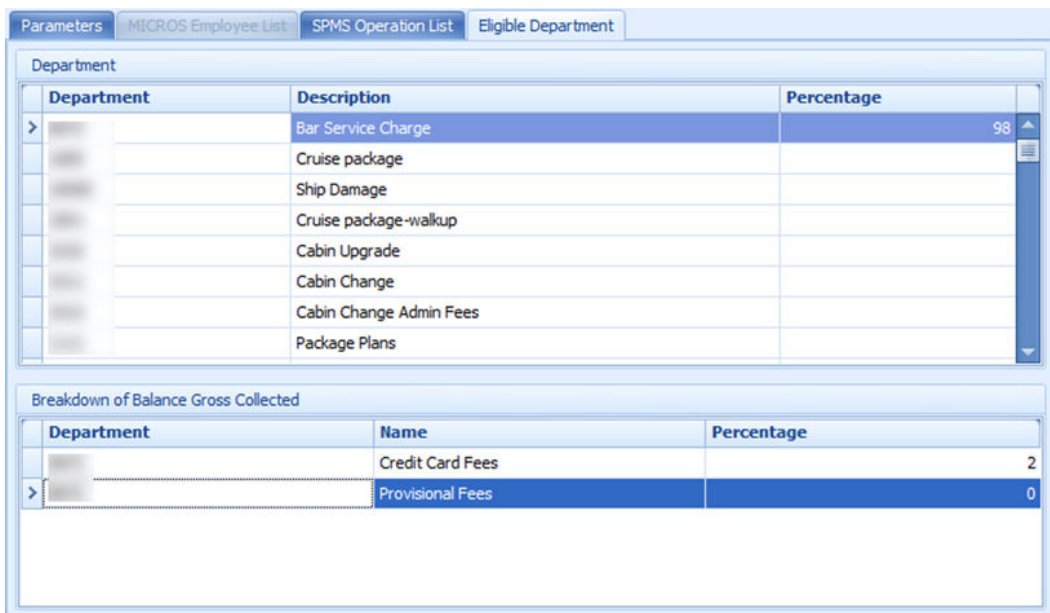 Parameters MICROS Employee List SPMS Operation List Eligible Department
Department
Department Description Percentage
Bar Service Charge 98
Cruise package
Ship Damage
Cruise package-walkup
Cabin Upgrade
Cabin Change
Cabin Change Admin Fees
Package Plans
Breakdown of Balance Gross Collected
Department Name Percentage
Credit Card Fees 2
Provisional Fees 0